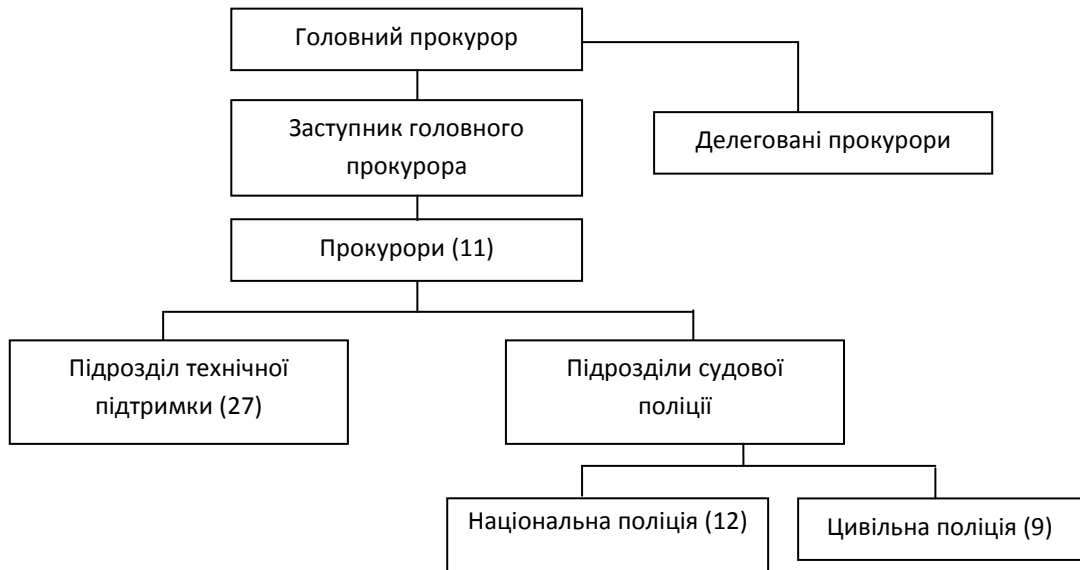 Головний прокурор
Заступник головного
прокурора
Делеговані прокурори
Прокурори (11)
Підрозділ технічної
підтримки (27)
Підрозділи судової
поліції
Національна поліція (12)
Цивільна поліція (9)